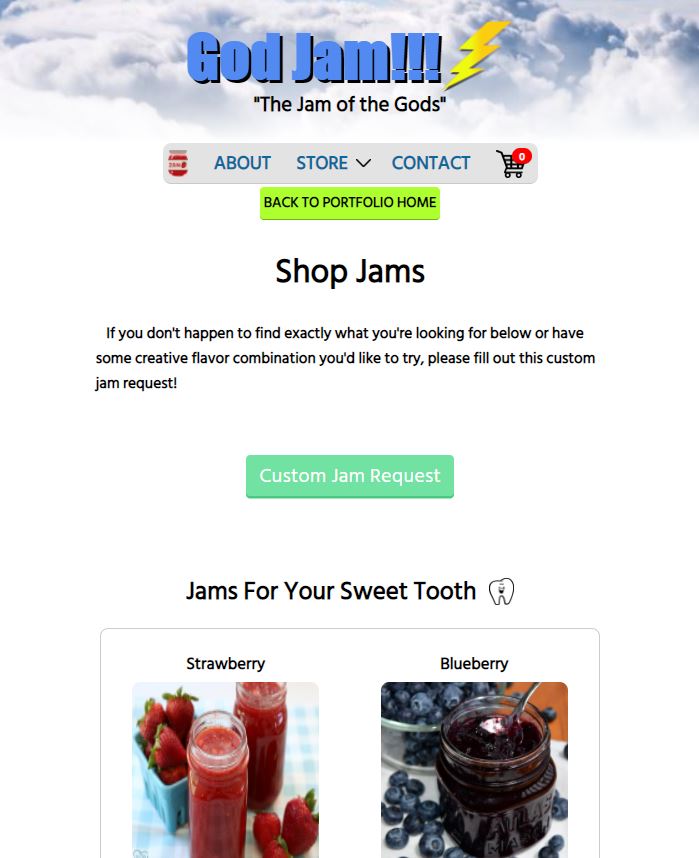 God Jam!!!
"The Jam of the Gods"
JAM
ABOUT STORE CONTACT 0
BACK TO PORTFOLIO HOME
Shop Jams
If you don't happen to find exactly what you're looking for below or have
some creative flavor combination you'd like to try, please fill out this custom
jam request!
Custom Jam Request
Jams For Your Sweet Tooth
Strawberry Blueberry
ATLAS
MASON